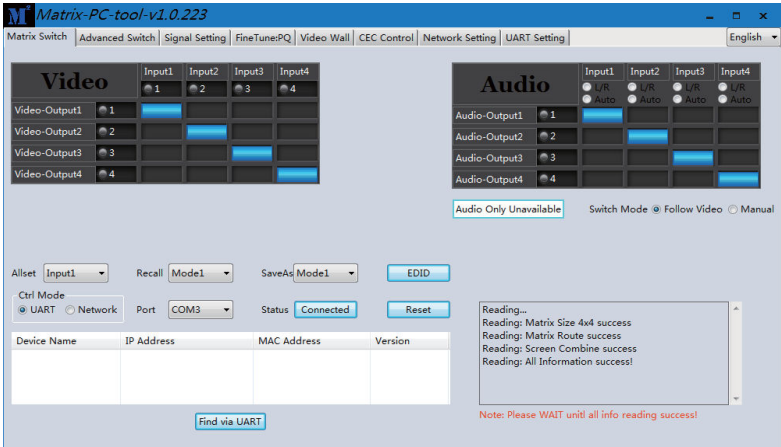 M Matrix-PC-tool-v1.0.223
Matrix Switch Advanced Switch Signal Setting FineTune:PQ Video Wall CEC Control Network Setting UART Setting English
Video Input1 Input2 Input3 Input4
1 2 3 4
Video-Output1 1
Video-Output2 2
Video-Output3 3
Video-Output4 4
Audio Input1 Input2 Input3 Input4
L/R L/R L/R L/R
Auto Auto Auto Auto
Audio-Output1 1
Audio-Output2 2
Audio-Output3 3
Audio-Output4 4
Audio Only Unavailable Switch Mode Follow Video Manual
Allset Input1 Recall Mode1 SaveAs Mode1 EDID
Ctrl Mode
UART Network Port COM3 Status Connected Reset
Device Name IP Address MAC Address Version
Find via UART
Reading...
Reading: Matrix Size 4x4 success
Reading: Matrix Route success
Reading: Screen Combine success
Reading: All Information success!
Note: Please WAIT unitl all info reading success!